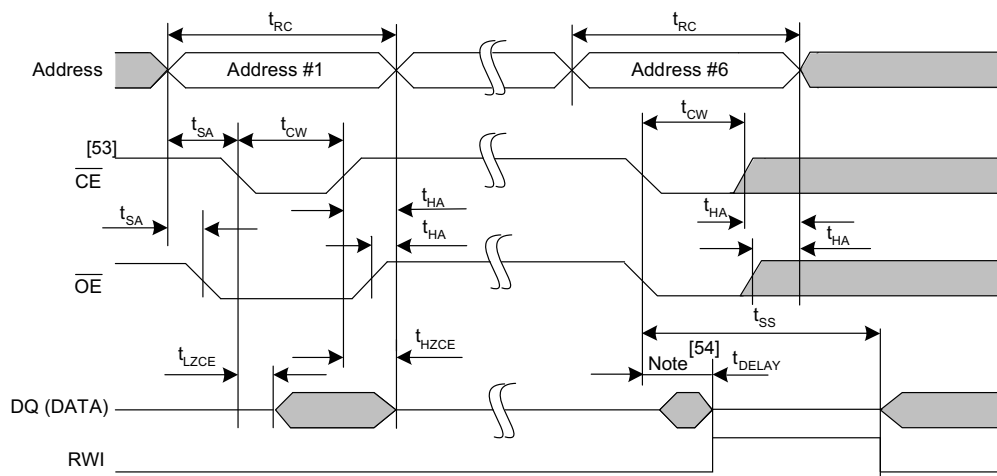 tRC tRC
Address Address #1 Address #6
tSA tCW tCW
[53]
CE
tHA tHA
tSA tHA tHA
OE
tSS
tLZCE tHZCE Note[54] tDELAY
DQ (DATA)
RWI